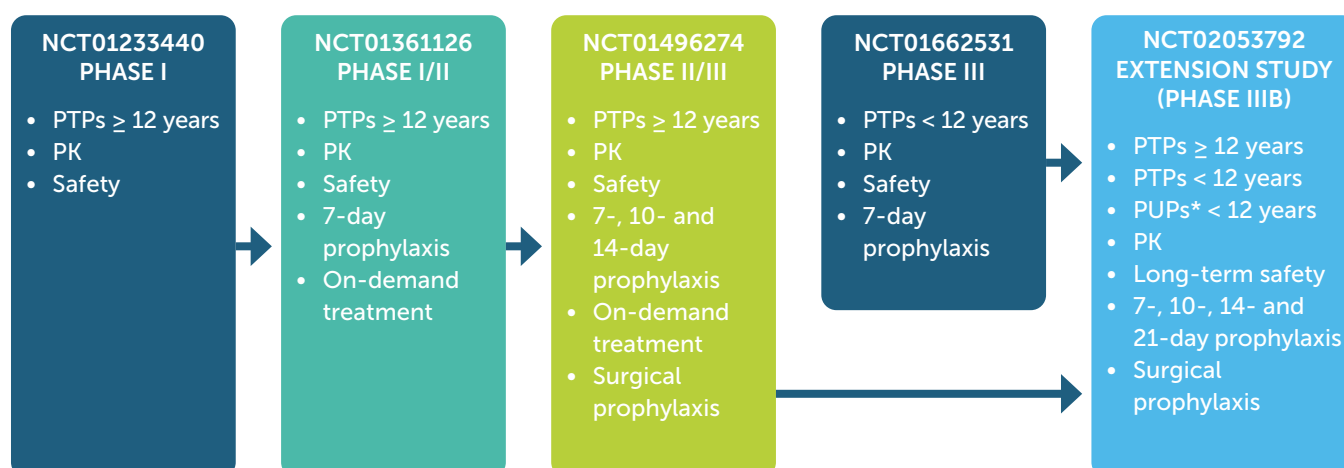 NCT01233440
PHASE I
• PTPs ≥ 12 years
• PK
• Safety
NCT01361126
PHASE I/II
• PTPs ≥ 12 years
• PK
• Safety
• 7-day
prophylaxis
• On-demand
treatment
NCT01496274
PHASE II/III
• PTPs ≥ 12 years
• PK
• Safety
• 7-, 10- and
14-day
prophylaxis
• On-demand
treatment
• Surgical
prophylaxis
NCT01662531
PHASE III
• PTPs < 12 years
• PK
• Safety
• 7-day
prophylaxis
NCT02053792
EXTENSION STUDY
(PHASE IIIB)
• PTPs ≥ 12 years
• PTPs < 12 years
• PUPs* < 12 years
• PK
• Long-term safety
• 7-, 10-, 14- and
21-day prophylaxis
• Surgical
prophylaxis